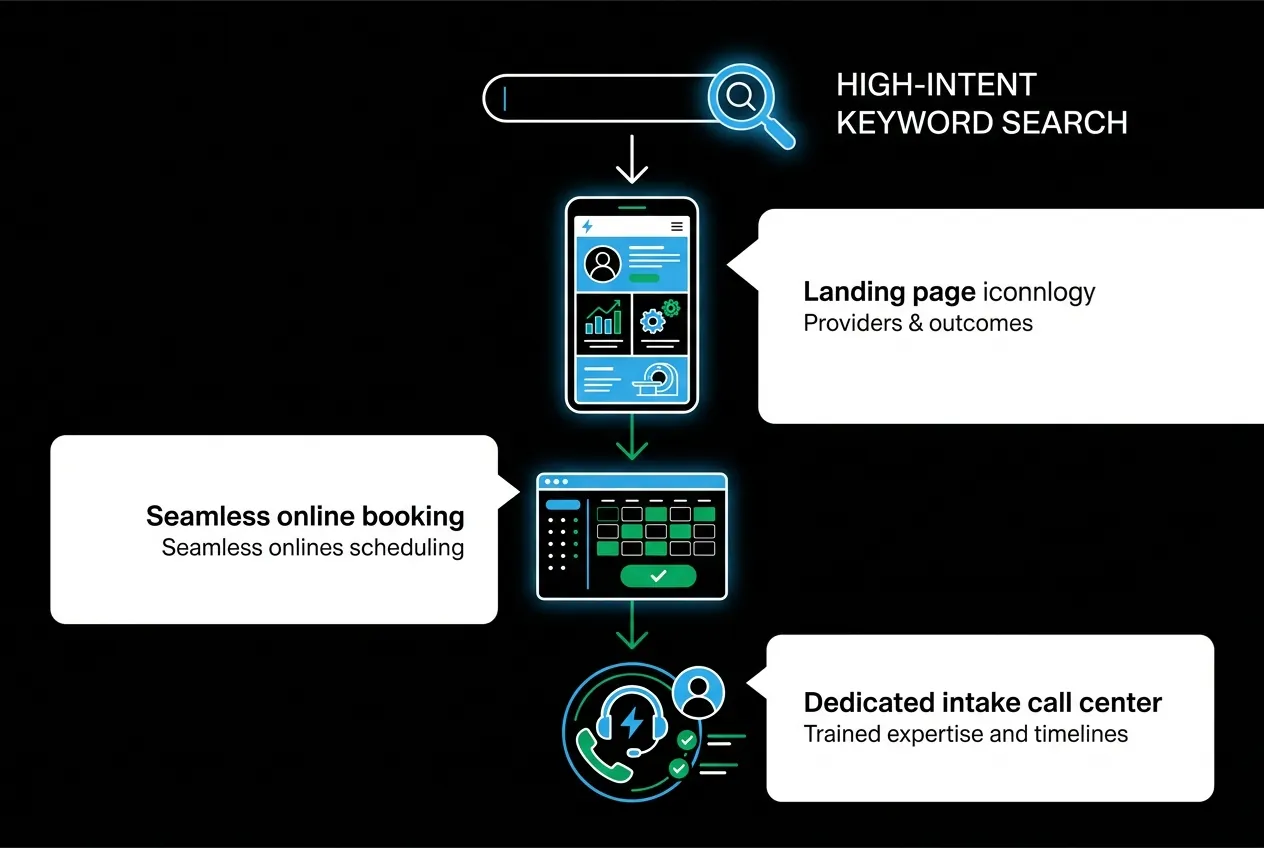 HIGH-INTENT
KEYWORD SEARCH
Landing page iconnlogy
Providers & outcomes
Seamless online booking
Seamless onlines scheduling
Dedicated intake call center
Trained expertise and timelines